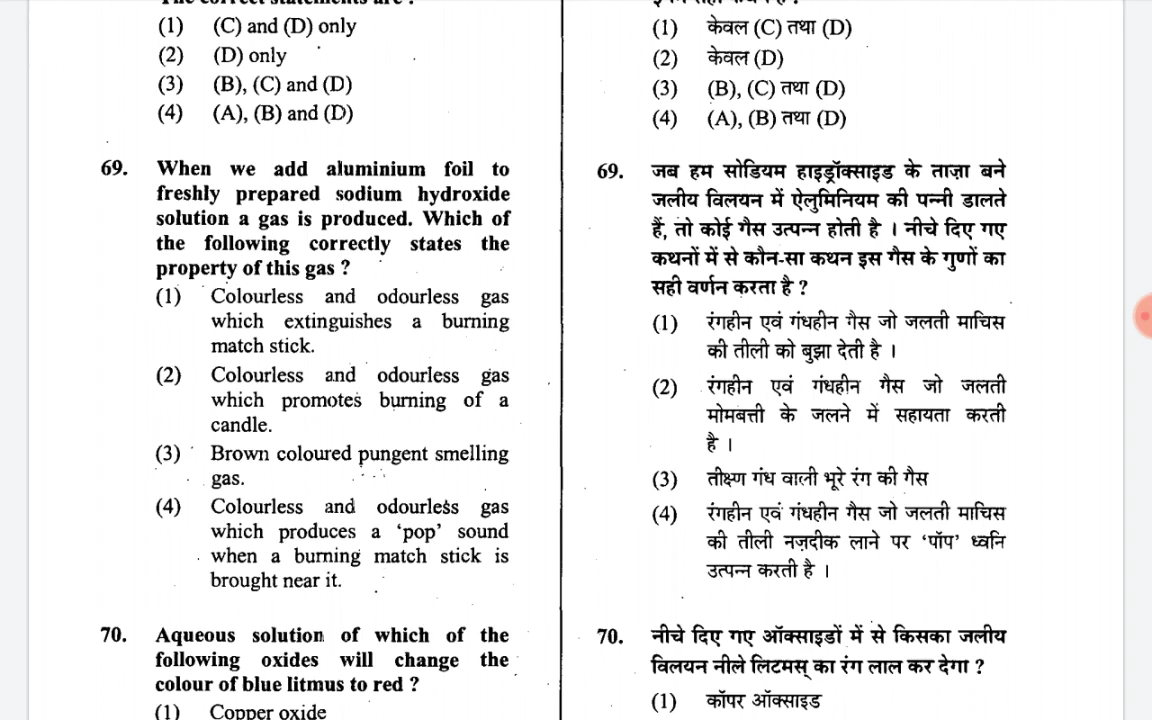 The correct statements are :
(1) (C) and (D) only
(2) (D) only
(3) (B), (C) and (D)
(4) (A), (B) and (D)
69. When we add aluminium foil to
freshly prepared sodium hydroxide
solution a gas is produced. Which of
the following correctly states the
property of this gas ?
(1) Colourless and odourless gas
which extinguishes a burning
match stick.
(2) Colourless and odourless gas
which promotes burning of a
candle.
(3) Brown coloured pungent smelling
gas.
(4) Colourless and odourless gas
which produces a ‘pop’ sound
when a burning match stick is
brought near it.
70. Aqueous solution of which of the
following oxides will change the
colour of blue litmus to red ?
(1) Copper oxide
(1) केवल (C) तथा (D)
(2) केवल (D)
(3) (B), (C) तथा (D)
(4) (A), (B) तथा (D)
69. जब हम सोडियम हाइड्रॉक्साइड के ताज़ा बने
जलीय विलयन में ऐलुमिनियम की पन्नी डालते
हैं, तो कोई गैस उत्पन्न होती है । नीचे दिए गए
कथनों में से कौन-सा कथन इस गैस के गुणों का
सही वर्णन करता है ?
(1) रंगहीन एवं गंधहीन गैस जो जलती माचिस
की तीली को बुझा देती है ।
(2) रंगहीन एवं गंधहीन गैस जो जलती
मोमबत्ती के जलने में सहायता करती
है ।
(3) तीक्ष्ण गंध वाली भूरे रंग की गैस
(4) रंगहीन एवं गंधहीन गैस जो जलती माचिस
की तीली नज़दीक लाने पर ‘पॉप’ ध्वनि
उत्पन्न करती है ।
70. नीचे दिए गए ऑक्साइडों में से किसका जलीय
विलयन नीले लिटमस् का रंग लाल कर देगा ?
(1) कॉपर ऑक्साइड